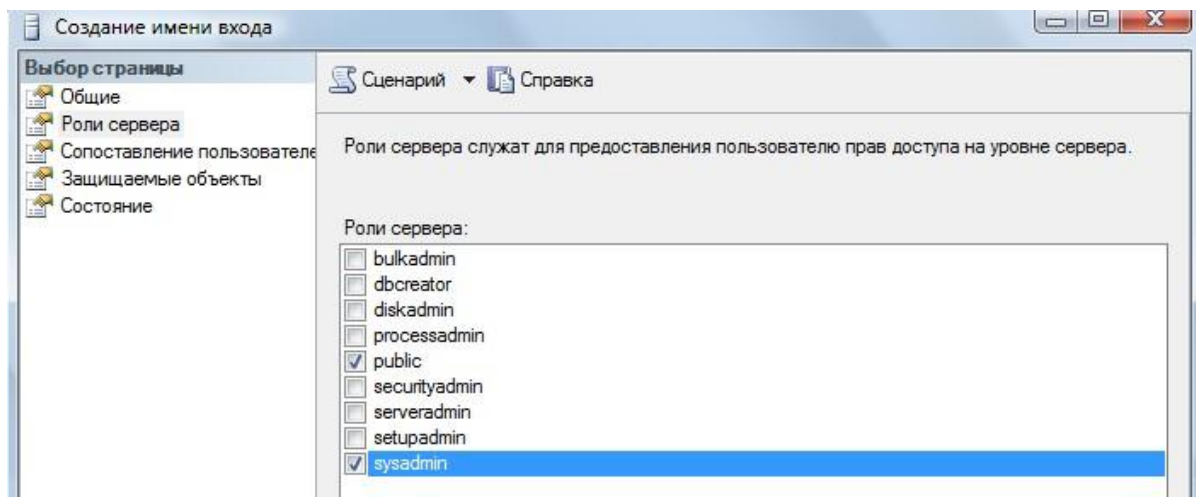 Создание имени входа
Выбор страницы
Общие
Роли сервера
Сопоставление пользователе
Защищаемые объекты
Состояние
Сценарий Справка
Роли сервера служат для предоставления пользователю прав доступа на уровне сервера.
Роли сервера:
bulkadmin
dbcreator
diskadmin
processadmin
public
securityadmin
serveradmin
setupadmin
sysadmin